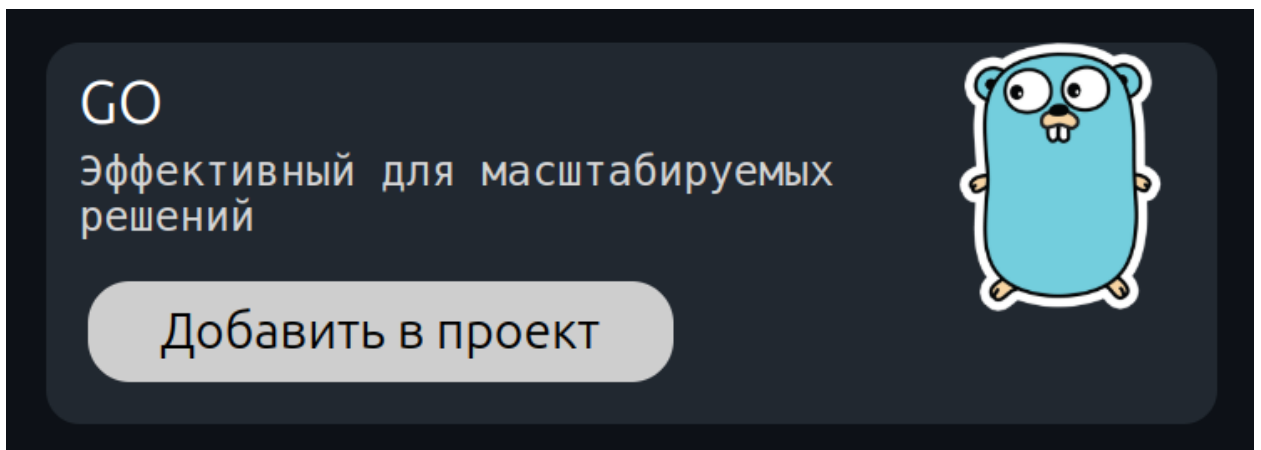 GO
Эффективный для масштабируемых
решений
Добавить в проект